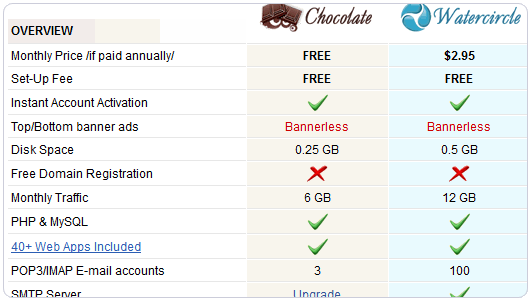 Chocolate Watercircle
OVERVIEW
Monthly Price /if paid annually/ FREE $2.95
Set-Up Fee FREE FREE
Instant Account Activation
Top/Bottom banner ads Bannerless Bannerless
Disk Space 0.25 GB 0.5 GB
Free Domain Registration
Monthly Traffic 6 GB 12 GB
PHP & MySQL
40+ Web Apps Included
POP3/IMAP E-mail accounts 3 100
SMTP Server Upgrade